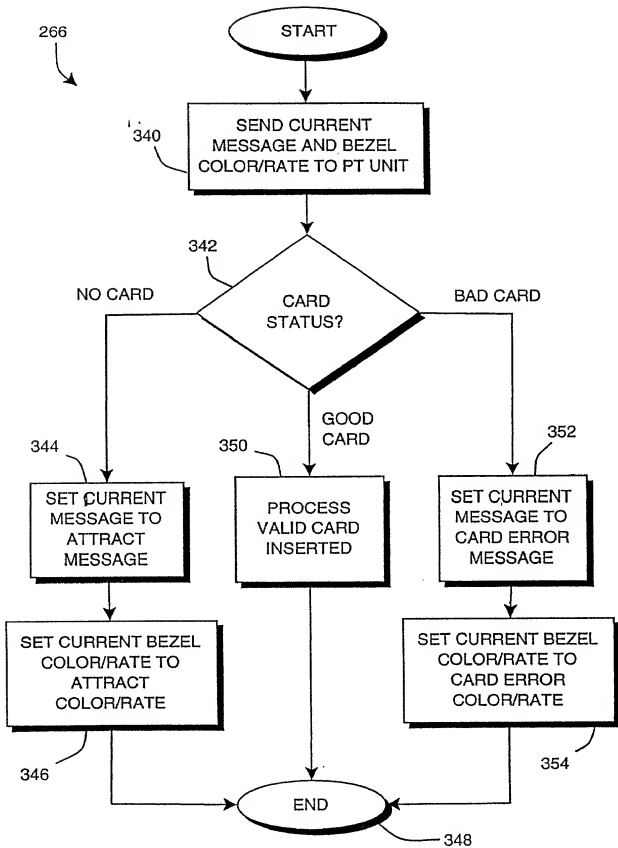 START
266
340
SEND CURRENT
MESSAGE AND BEZEL
COLOR/RATE TO PT UNIT
342
NO CARD
CARD
STATUS?
BAD CARD
GOOD
CARD
344
350
352
SET CURRENT
MESSAGE TO
ATTRACT
MESSAGE
PROCESS
VALID CARD
INSERTED
SET CURRENT
MESSAGE TO
CARD ERROR
MESSAGE
SET CURRENT BEZEL
COLOR/RATE TO
ATTRACT
COLOR/RATE
SET CURRENT BEZEL
COLOR/RATE TO
CARD ERROR
COLOR/RATE
346
354
END
348